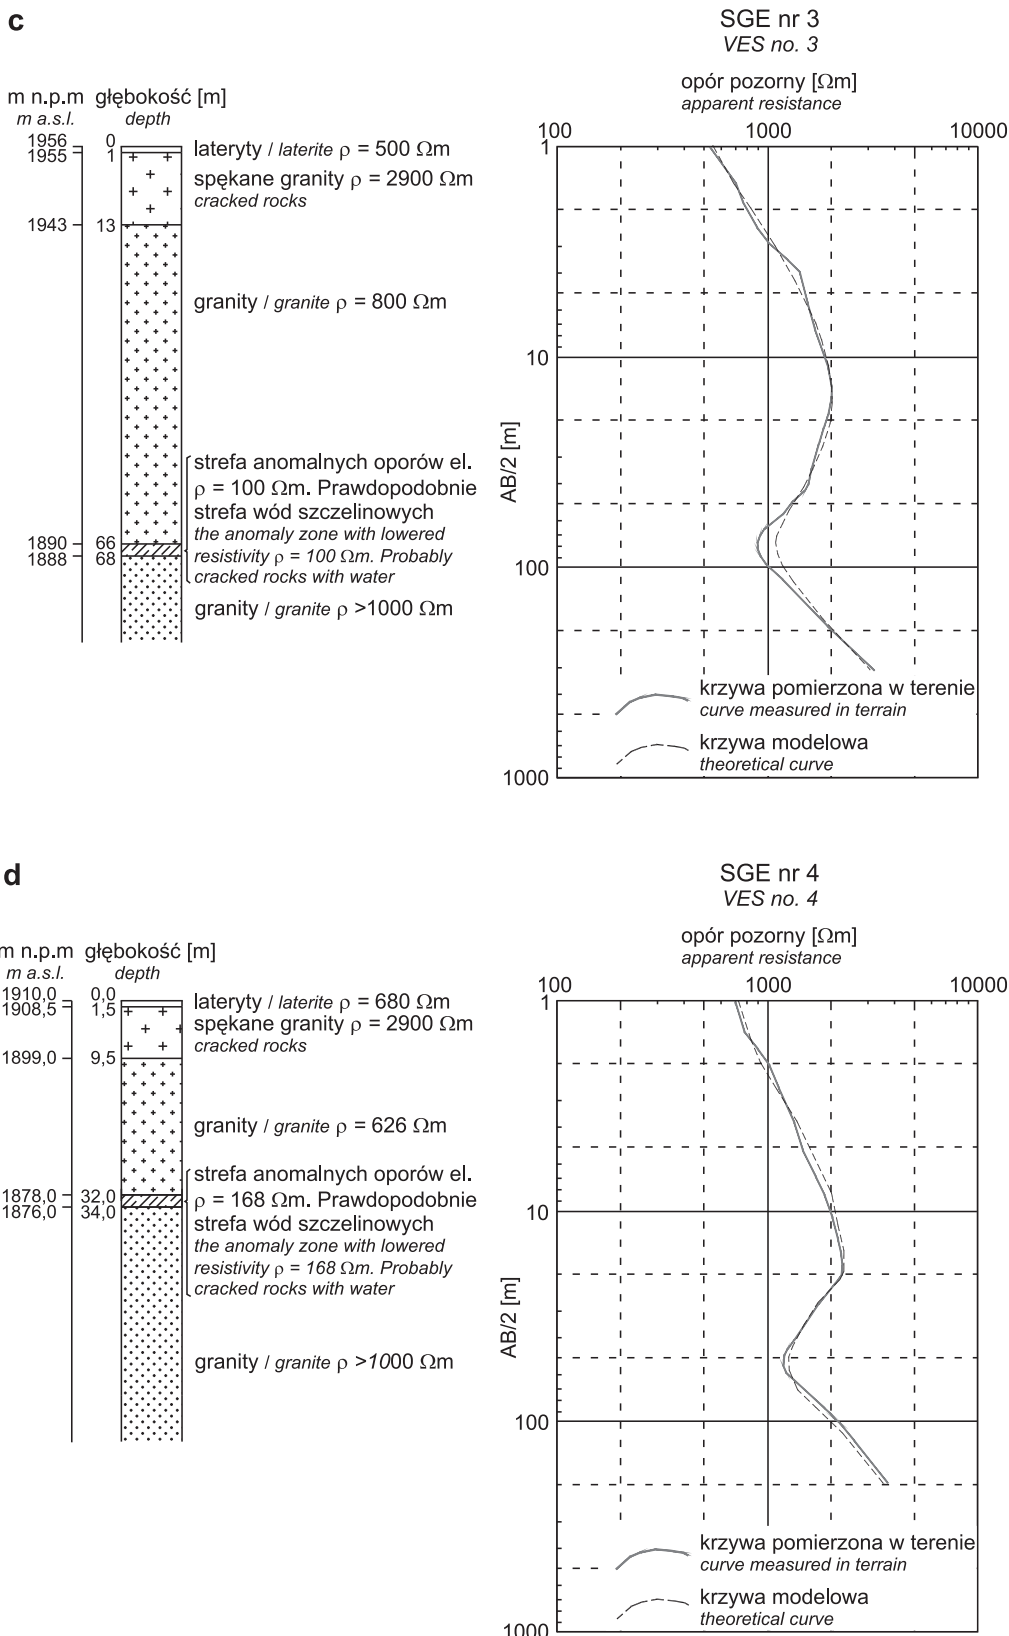 c
SGE nr 3
VES no. 3
m n.p.m głębokość [m]
m a.s.l. depth
opór pozorny [Ωm]
apparent resistance
100 1000 10000
1956 0
1955 1
lateryty / laterite ρ = 500 Ωm
spękane granity ρ = 2900 Ωm
cracked rocks
1943 13
granity / granite ρ = 800 Ωm
strefa anomalnych oporów el.
ρ = 100 Ωm. Prawdopodobnie
strefa wód szczelinowych
the anomaly zone with lowered
resistivity ρ = 100 Ωm. Probably
cracked rocks with water
1890 66
1888 68
granity / granite ρ >1000 Ωm
1
10
AB/2 [m]
100
1000
krzywa pomierzona w terenie
curve measured in terrain
krzywa modelowa
theoretical curve
d
SGE nr 4
VES no. 4
m n.p.m głębokość [m]
m a.s.l. depth
opór pozorny [Ωm]
apparent resistance
100 1000 10000
1910,0 0,0
1908,5 1,5
lateryty / laterite ρ = 680 Ωm
spękane granity ρ = 2900 Ωm
cracked rocks
1899,0 9,5
granity / granite ρ = 626 Ωm
strefa anomalnych oporów el.
ρ = 168 Ωm. Prawdopodobnie
strefa wód szczelinowych
the anomaly zone with lowered
resistivity ρ = 168 Ωm. Probably
cracked rocks with water
1878,0 32,0
1876,0 34,0
granity / granite ρ >1000 Ωm
1
10
AB/2 [m]
100
1000
krzywa pomierzona w terenie
curve measured in terrain
krzywa modelowa
theoretical curve